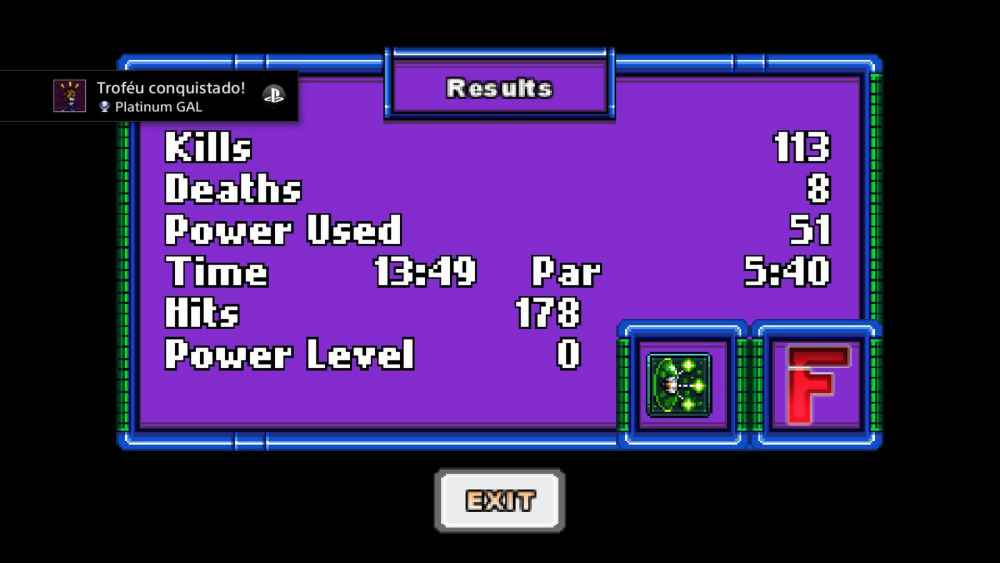 Results
Troféu conquistado!
Platinum GAL
Kills 113
Deaths 8
Power Used 51
Time 13:49 Par 5:40
Hits 178
Power Level 0
F
EXIT